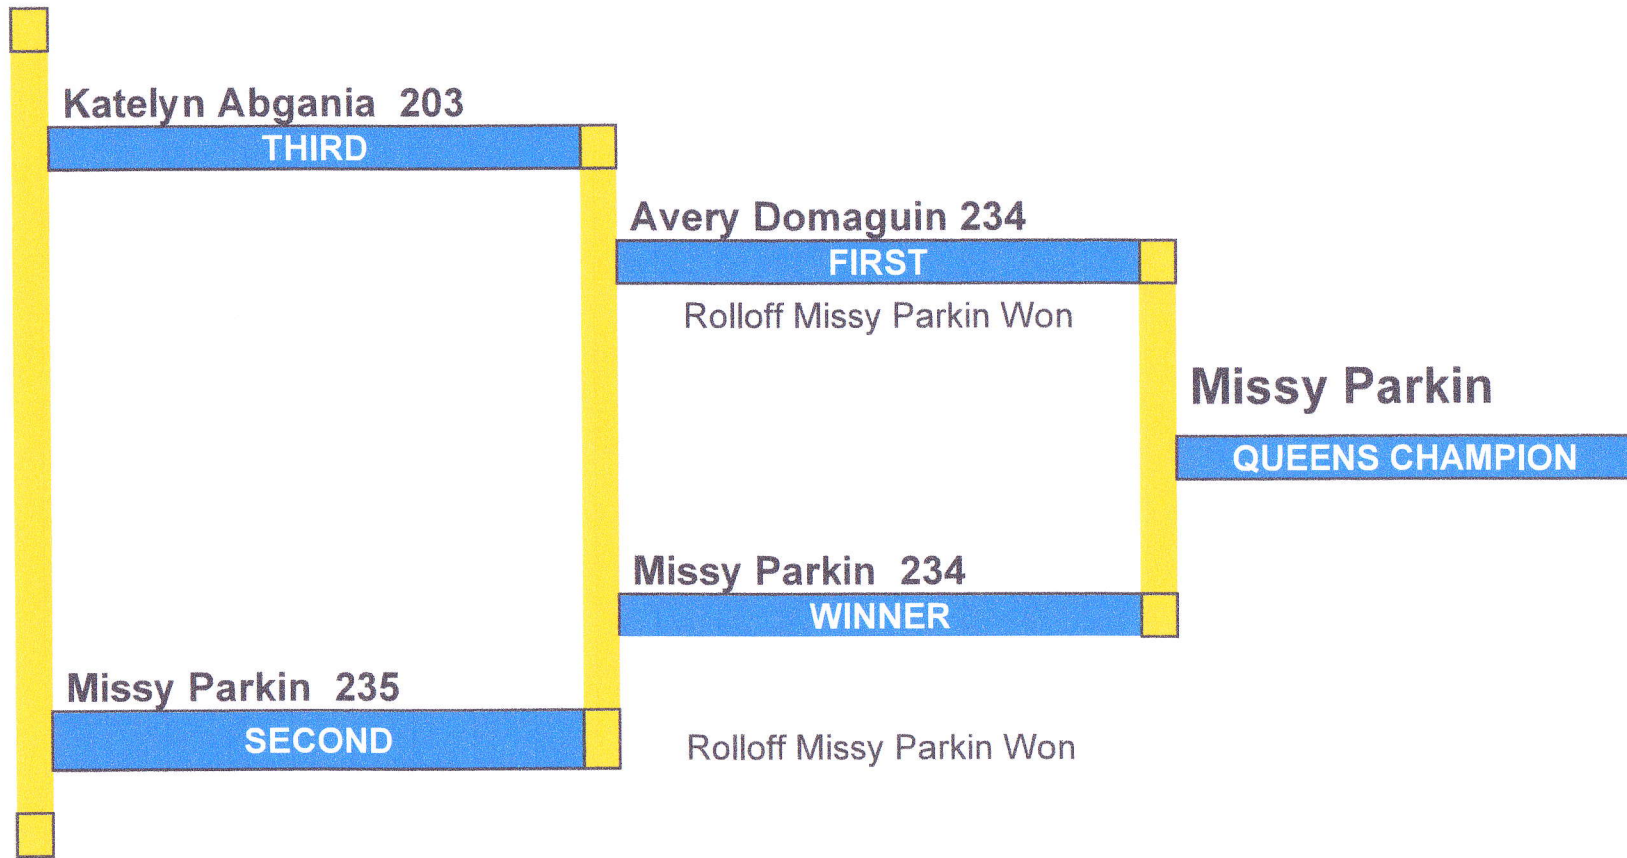 Katelyn Abgania 203
THIRD
Avery Domaguin 234
FIRST
Rolloff Missy Parkin Won
Missy Parkin
QUEENS CHAMPION
Missy Parkin 234
WINNER
Missy Parkin 235
SECOND
Rolloff Missy Parkin Won